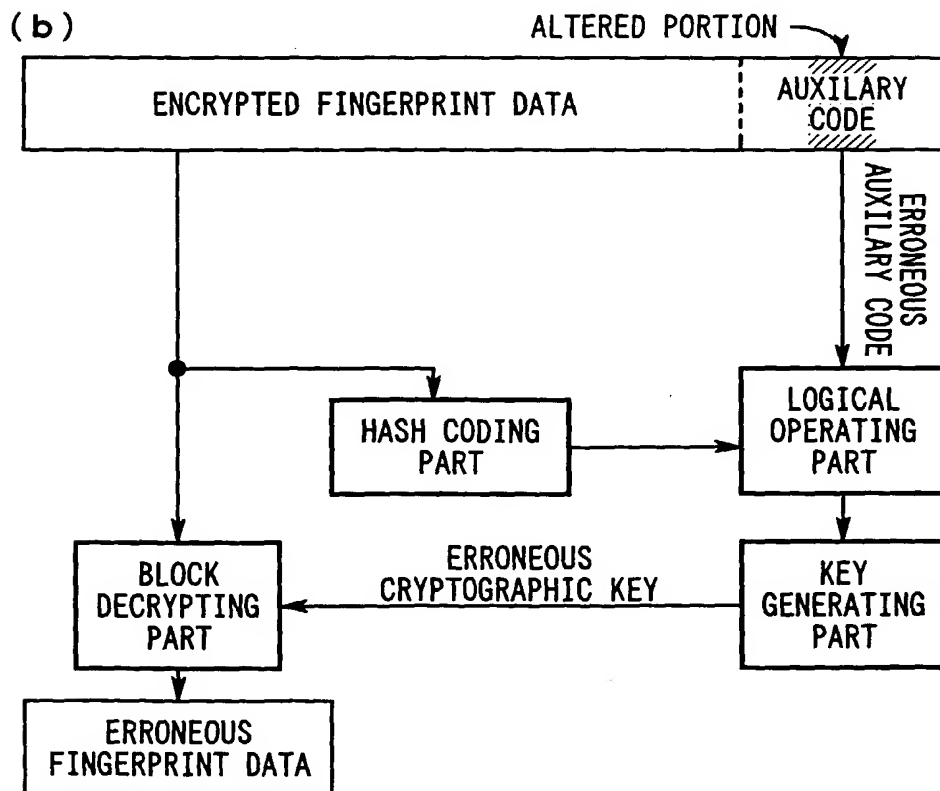 (b)
ALTERED PORTION
ENCRYPTED FINGERPRINT DATA
AUXILARY
CODE
ERRONEOUS
AUXILARY CODE
HASH CODING
PART
LOGICAL
OPERATING
PART
BLOCK
DECRYPTING
PART
ERRONEOUS
CRYPTOGRAPHIC KEY
KEY
GENERATING
PART
ERRONEOUS
FINGERPRINT DATA